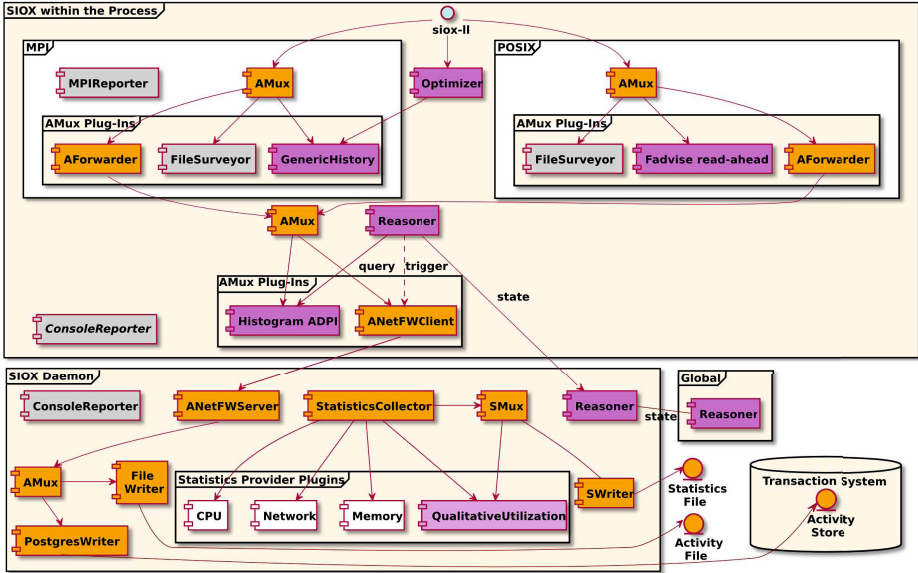 SIOX within the Process
siox-ll
MPI
POSIX
MPIReporter
AMux
Optimizer
AMux
AMux Plug-Ins
AMux Plug-Ins
AForwarder
FileSurveyor
GenericHistory
FileSurveyor
Fadvise read-ahead
AForwarder
AMux
Reasoner
query
trigger
AMux Plug-Ins
state
Histogram ADPI
ANetFWClient
ConsoleReporter
SIOX Daemon
Global
ConsoleReporter
ANetFWServer
StatisticsCollector
SMux
Reasoner
state
Reasoner
AMux
File
Writer
Statistics Provider Plugins
CPU
Network
Memory
QualitativeUtilization
SWriter
Statistics
File
Transaction System
Activity
Store
PostgresWriter
Activity
File